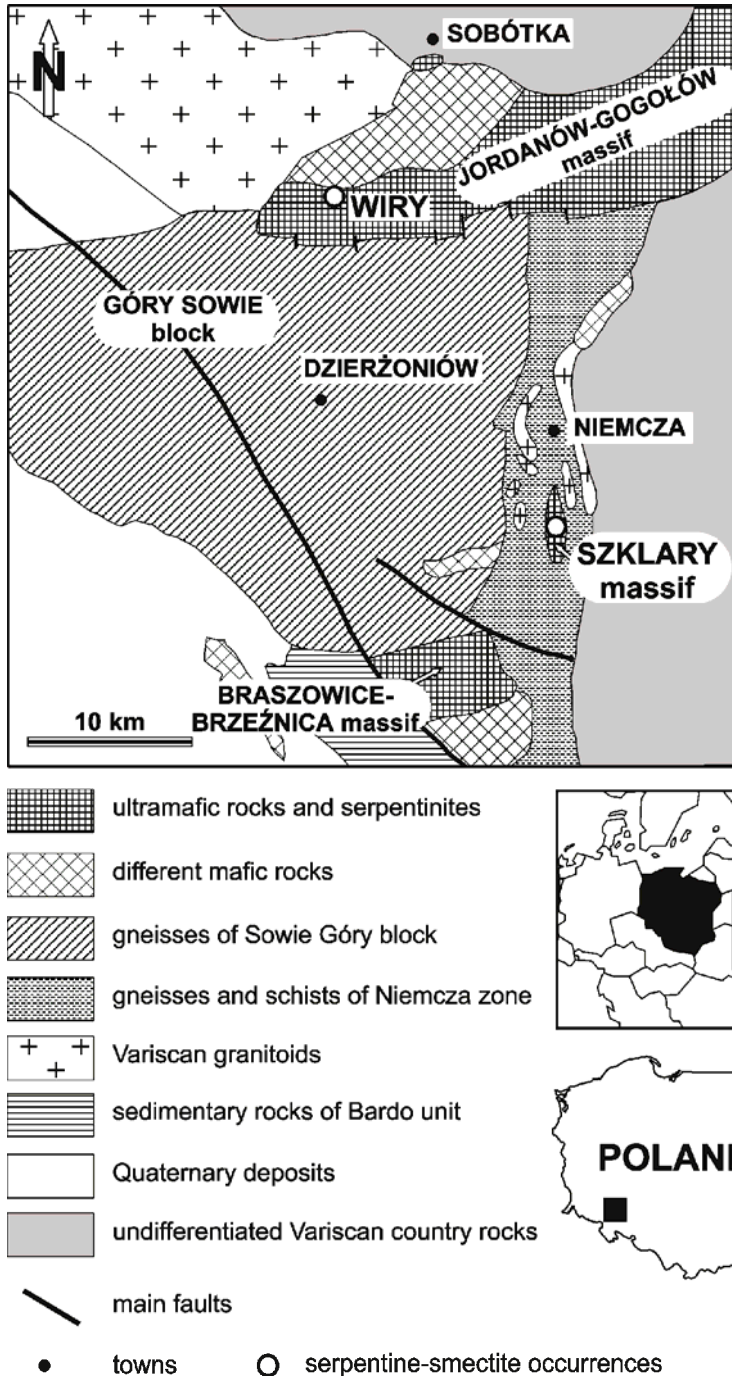 N
SOBÓTKA
JORDANÓW-GOGOŁÓW
massif
WIRY
GÓRY SOWIE
block
DZIERŻONIÓW
NIEMCZA
SZKLARY
massif
BRASZOWICE-
BRZEŹNICA massif
10 km
ultramafic rocks and serpentinites
different mafic rocks
gneisses of Sowie Góry block
gneisses and schists of Niemcza zone
Variscan granitoids
sedimentary rocks of Bardo unit
Quaternary deposits
undifferentiated Variscan country rocks
main faults
towns
serpentine-smectite occurrences
POLAN